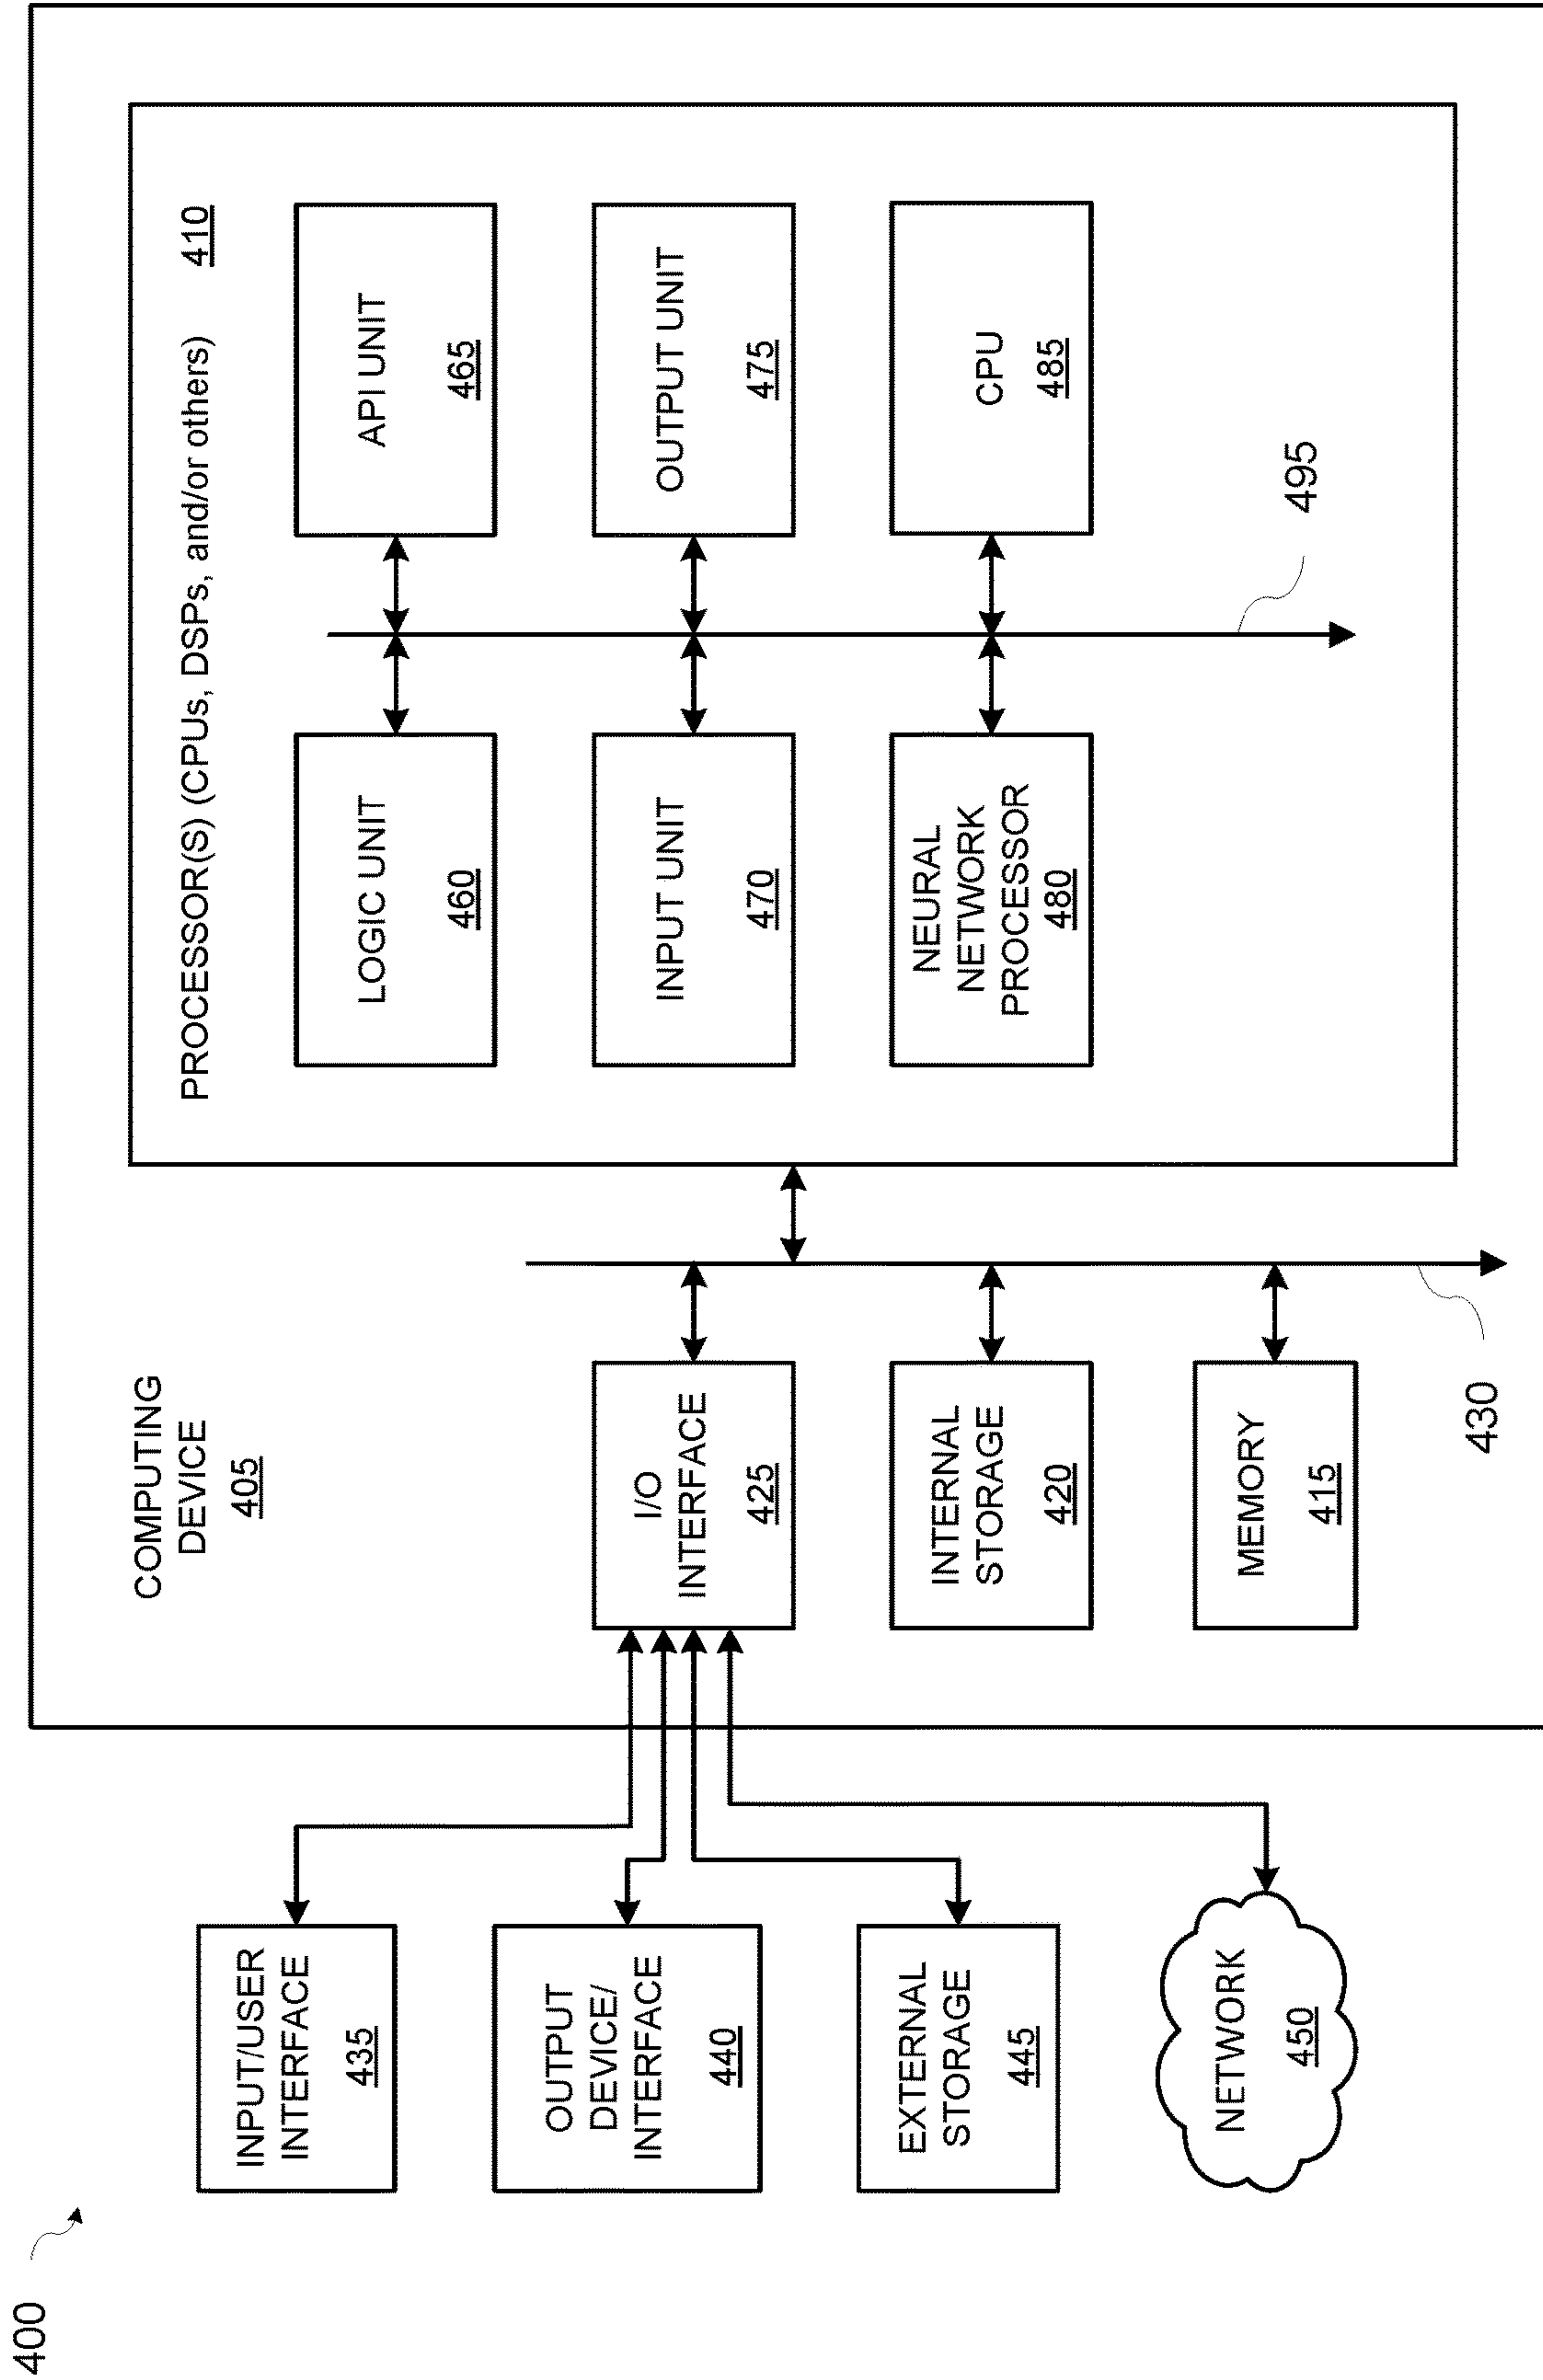 400
COMPUTING
DEVICE
405
PROCESSOR(S) (CPUs, DSPs, and/or others) 410
INPUT/USER
INTERFACE
435
OUTPUT
DEVICE/
INTERFACE
440
EXTERNAL
STORAGE
445
NETWORK
450
I/O
INTERFACE
425
INTERNAL
STORAGE
420
MEMORY
415
430
LOGIC UNIT
460
API UNIT
465
INPUT UNIT
470
OUTPUT UNIT
475
NEURAL
NETWORK
PROCESSOR
480
CPU
485
495